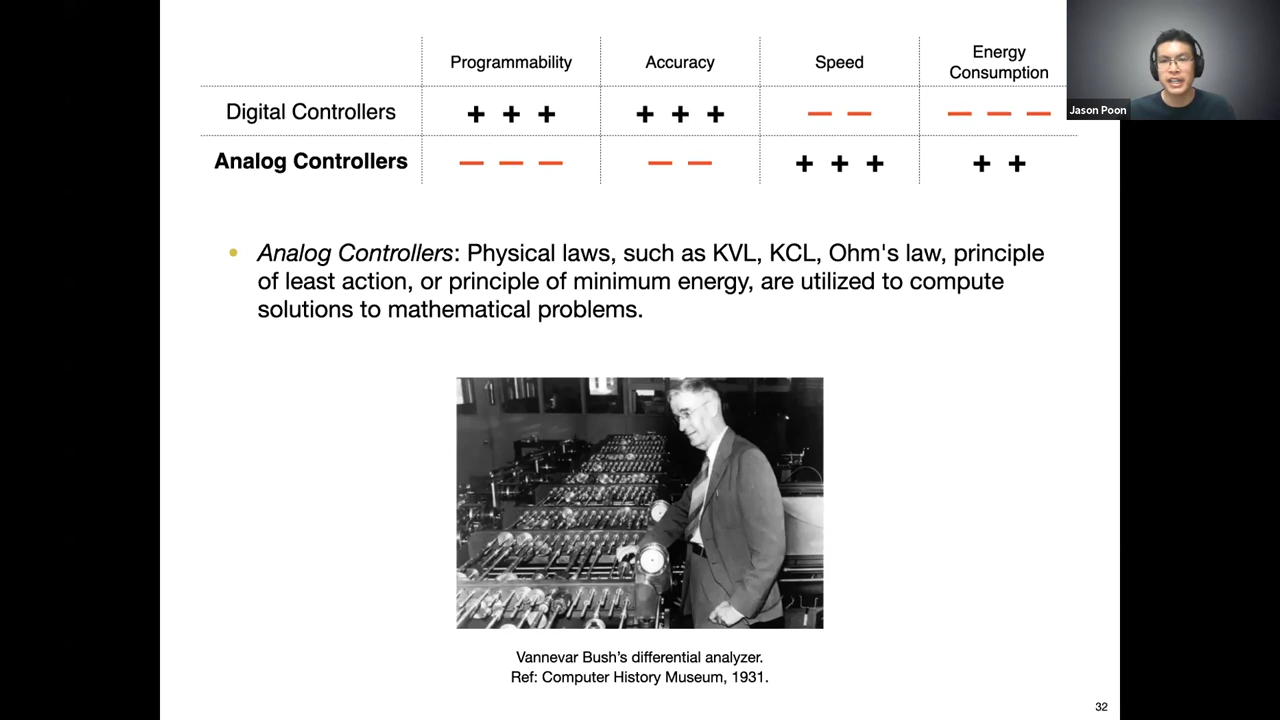 Programmability Accuracy Speed Energy Consumption
Digital Controllers + + + + + + — — — — —
Analog Controllers — — — — — + + + + +
Jason Poon
• Analog Controllers: Physical laws, such as KVL, KCL, Ohm's law, principle
of least action, or principle of minimum energy, are utilized to compute
solutions to mathematical problems.
Vannevar Bush’s differential analyzer.
Ref: Computer History Museum, 1931.
32